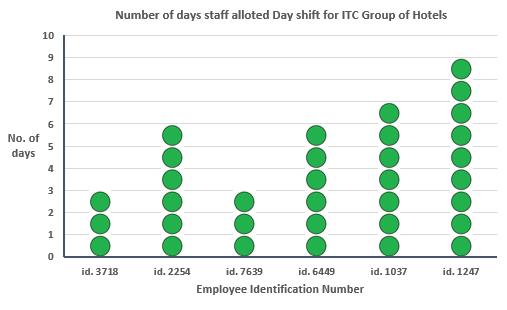 Number of days staff alloted Day shift for ITC Group of Hotels
10
9
8
7
6
5
4
3
2
1
0
No. of
days
id. 3718
id. 2254
id. 7639
id. 6449
id. 1037
id. 1247
Employee Identification Number